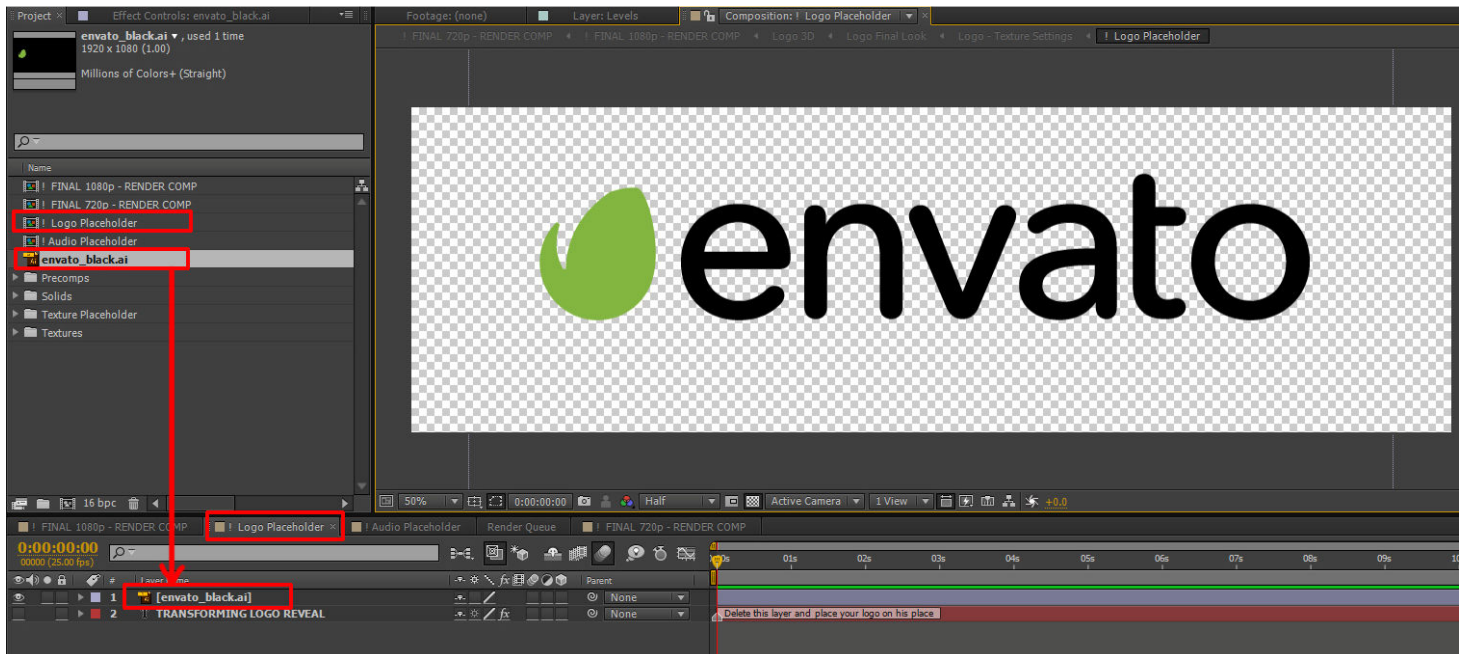 Project × Effect Controls: envato_black.ai
Footage: (none) Layer: Levels Composition: ! Logo Placeholder ×
envato_black.ai ▼ , used 1 time
1920 x 1080 (1.00)
Millions of Colors+ (Straight)
! FINAL 720p - RENDER COMP ! FINAL 1080p - RENDER COMP Logo 3D Logo Final Look Logo - Texture Settings ! Logo Placeholder
Name
! FINAL 1080p - RENDER COMP
! FINAL 720p - RENDER COMP
! Logo Placeholder
! Audio Placeholder
envato_black.ai
Precomps
Solids
Texture Placeholder
Textures
envato
16 bpc
50% 0:00:00:00 Half Active Camera 1 View +0.0
! FINAL 1080p - RENDER COMP ! Logo Placeholder × ! Audio Placeholder Render Queue ! FINAL 720p - RENDER COMP
0:00:00:00
00000 (25.00 fps)
01s 02s 03s 04s 05s 06s 07s 08s 09s 10
# Layer Name fx Parent
1 [envato_black.ai] None
2 T TRANSFORMING LOGO REVEAL fx None
Delete this layer and place your logo on his place